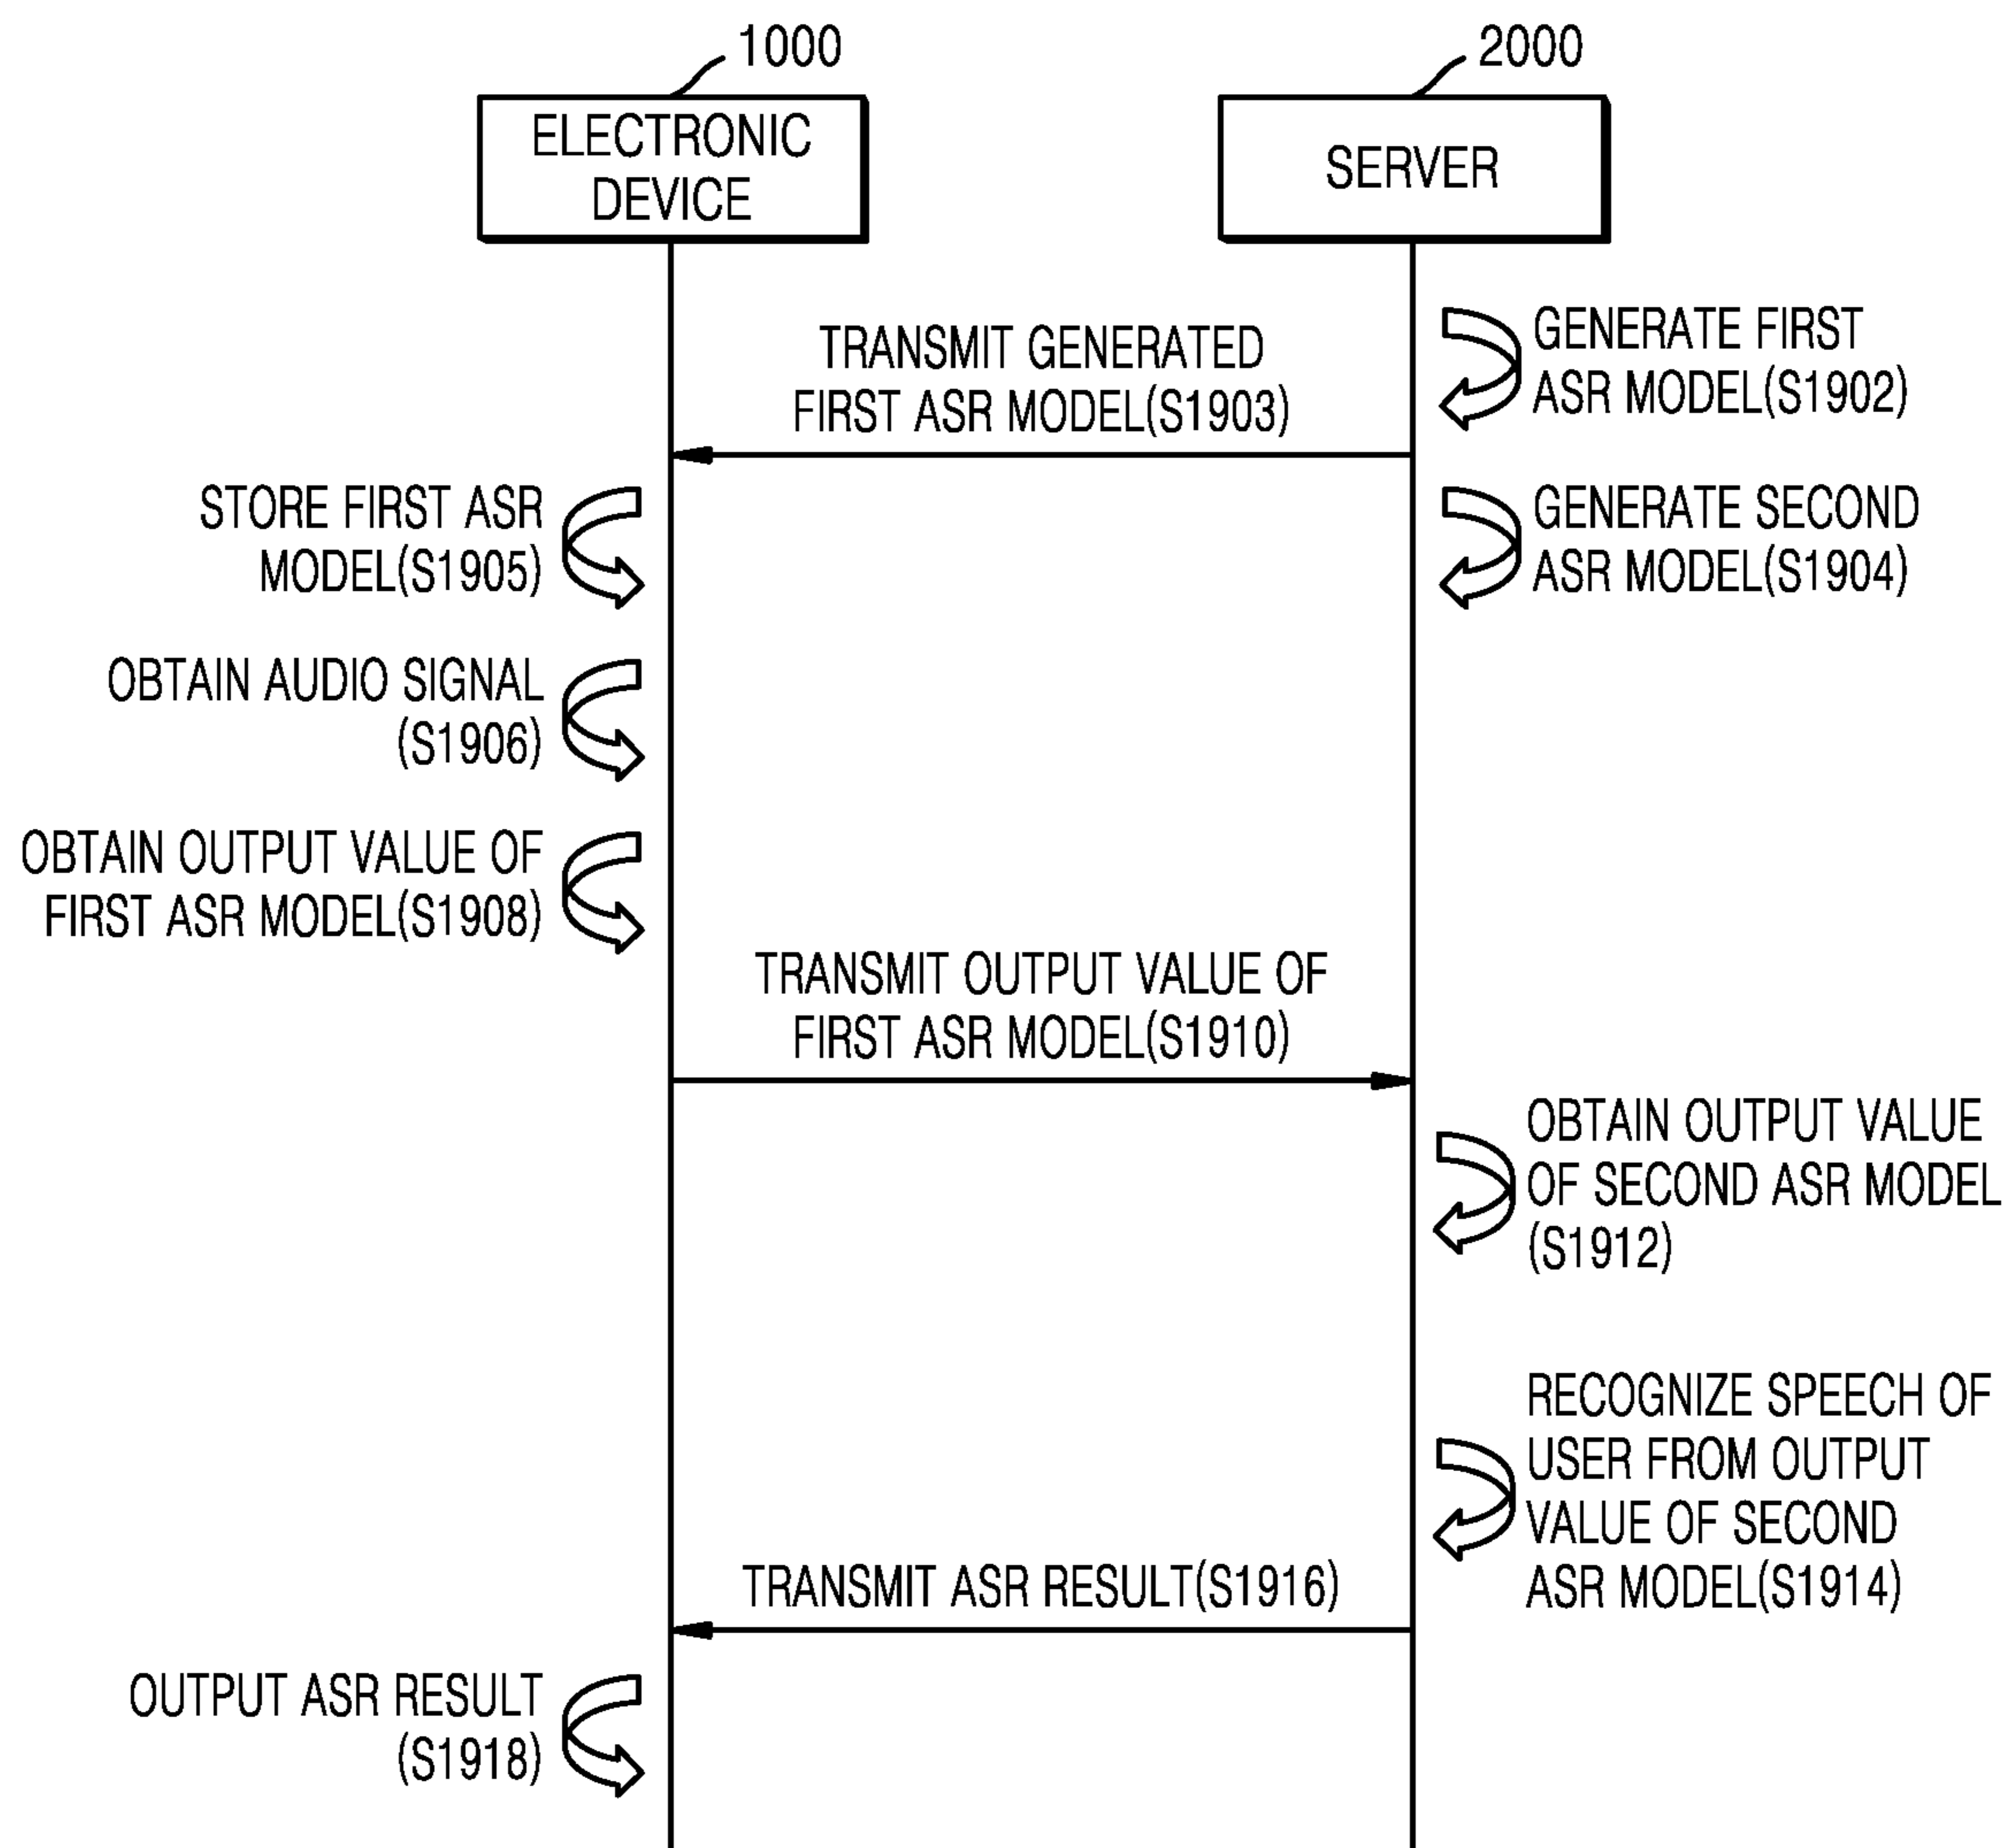 1000
2000
ELECTRONIC
DEVICE
SERVER
GENERATE FIRST
ASR MODEL(S1902)
TRANSMIT GENERATED
FIRST ASR MODEL(S1903)
STORE FIRST ASR
MODEL(S1905)
GENERATE SECOND
ASR MODEL(S1904)
OBTAIN AUDIO SIGNAL
(S1906)
OBTAIN OUTPUT VALUE OF
FIRST ASR MODEL(S1908)
TRANSMIT OUTPUT VALUE OF
FIRST ASR MODEL(S1910)
OBTAIN OUTPUT VALUE
OF SECOND ASR MODEL
(S1912)
RECOGNIZE SPEECH OF
USER FROM OUTPUT
VALUE OF SECOND
ASR MODEL(S1914)
TRANSMIT ASR RESULT(S1916)
OUTPUT ASR RESULT
(S1918)